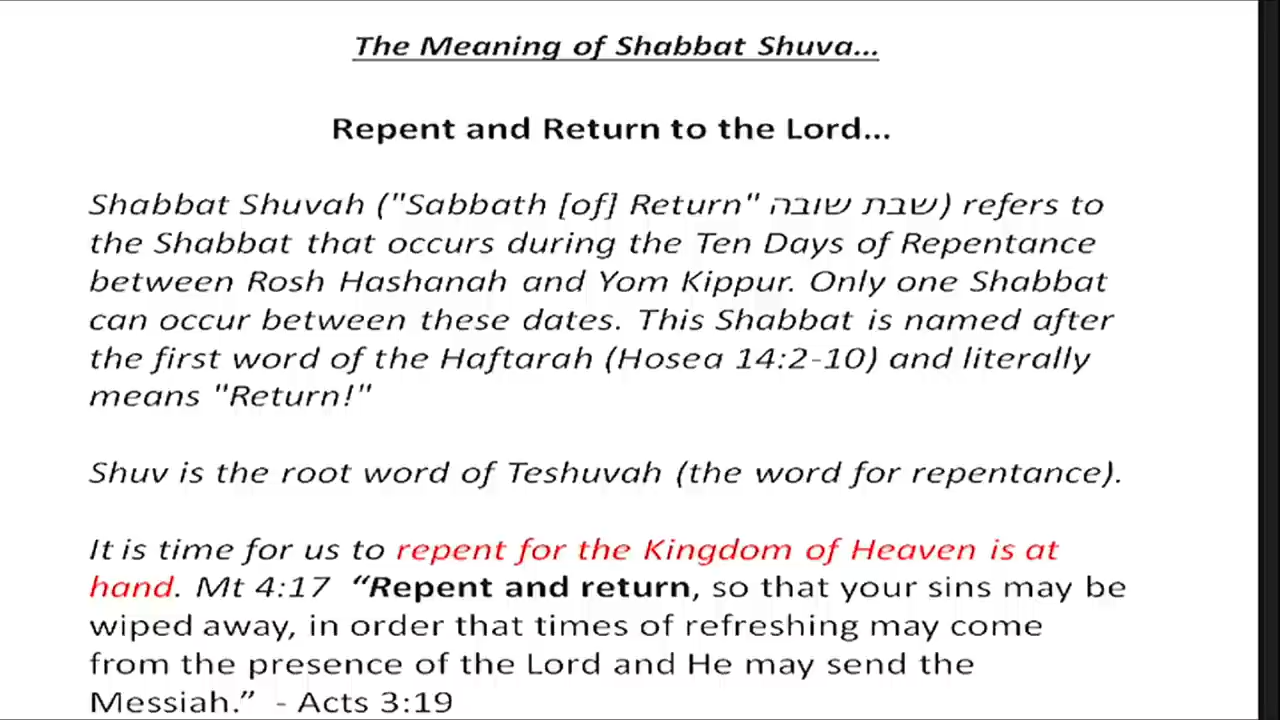 The Meaning of Shabbat Shuva...
Repent and Return to the Lord...
Shabbat Shuvah ("Sabbath [of] Return" שבת שובה) refers to
the Shabbat that occurs during the Ten Days of Repentance
between Rosh Hashanah and Yom Kippur. Only one Shabbat
can occur between these dates. This Shabbat is named after
the first word of the Haftarah (Hosea 14:2-10) and literally
means "Return!"
Shuv is the root word of Teshuvah (the word for repentance).
It is time for us to repent for the Kingdom of Heaven is at
hand. Mt 4:17 “Repent and return, so that your sins may be
wiped away, in order that times of refreshing may come
from the presence of the Lord and He may send the
Messiah.” - Acts 3:19